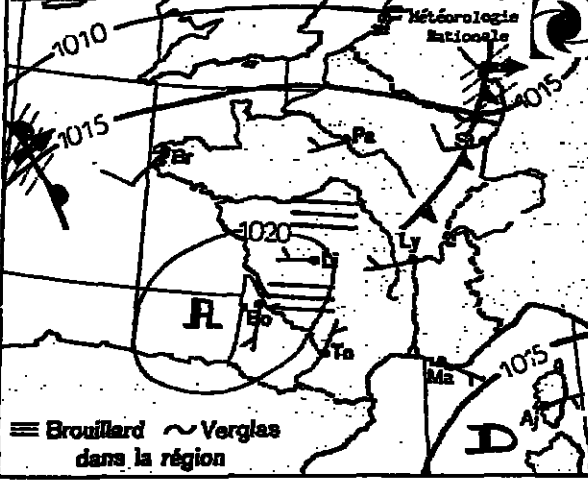 Météorologie
Nationale
1010
1015
1015
Pa
St
Br
1020
Ly
Li
Bo
To
1015
Ma
Aj
D
Brouillard Verglas
dans la région